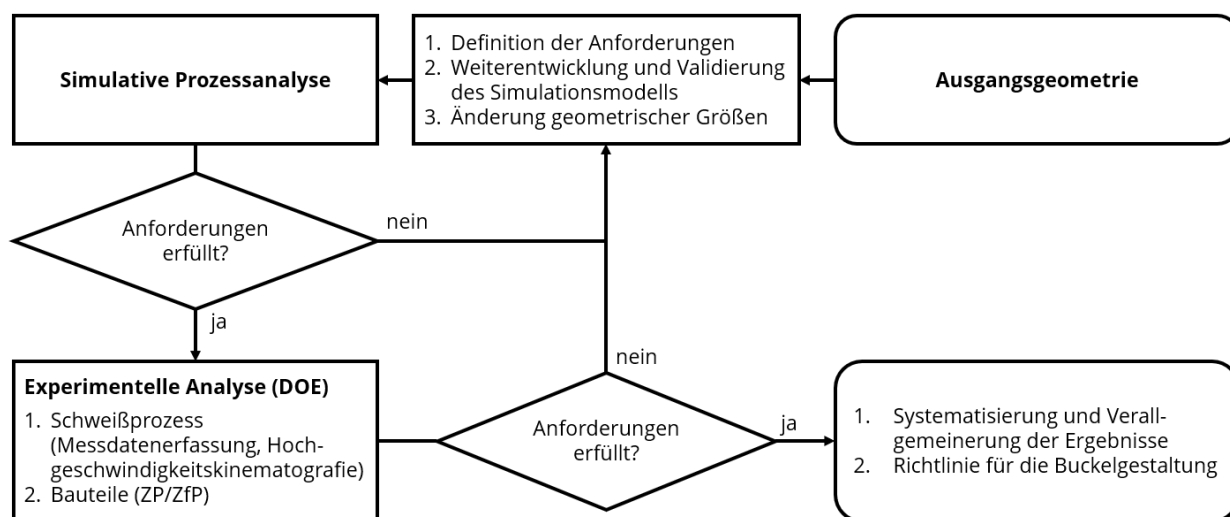 Simulative Prozessanalyse
1. Definition der Anforderungen
2. Weiterentwicklung und Validierung
des Simulationsmodells
3. Änderung geometrischer Größen
Ausgangsgeometrie
Anforderungen
erfüllt?
nein
ja
Experimentelle Analyse (DOE)
1. Schweißprozess
(Messdatenerfassung, Hoch-
geschwindigkeitskinematografie)
2. Bauteile (ZP/ZfP)
nein
Anforderungen
erfüllt?
ja
1. Systematisierung und Verall-
gemeinerung der Ergebnisse
2. Richtlinie für die Buckelgestaltung